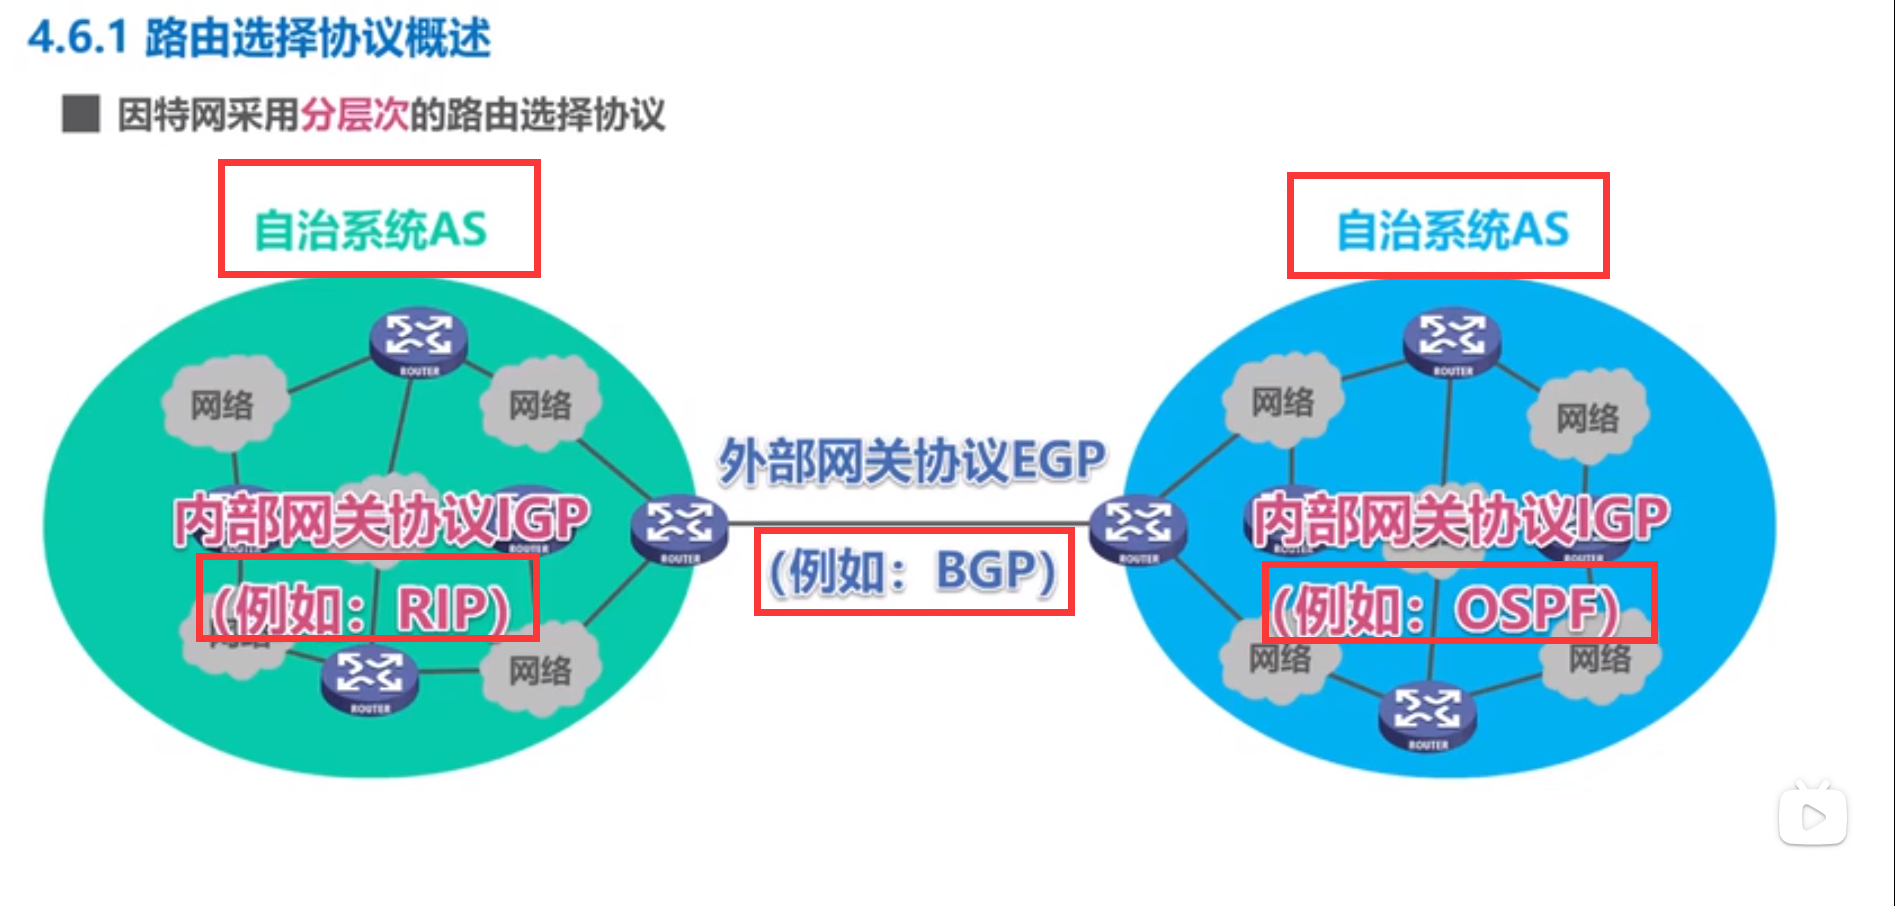 4.6.1 路由选择协议概述
因特网采用分层次的路由选择协议
自治系统AS
自治系统AS
ROUTER
ROUTER
网络
网络
网络
网络
外部网关协议EGP
内部网关协议IGP
内部网关协议IGP
ROUTER
ROUTER
ROUTER
ROUTER
ROUTER
(例如：BGP)
(例如：RIP)
(例如：OSPF)
网络
网络
网络
网络
ROUTER
ROUTER